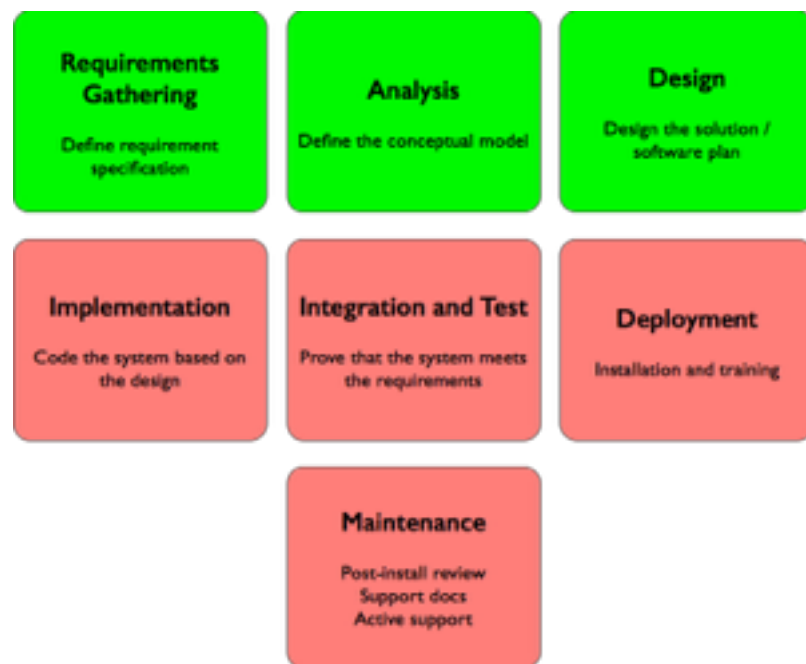 Requirements
Gathering
Define requirement
specification
Analysis
Define the conceptual model
Design
Design the solution /
software plan
Implementation
Code the system based on
the design
Integration and Test
Prove that the system meets
the requirements
Deployment
Installation and training
Maintenance
Post-install review
Support docs
Active support